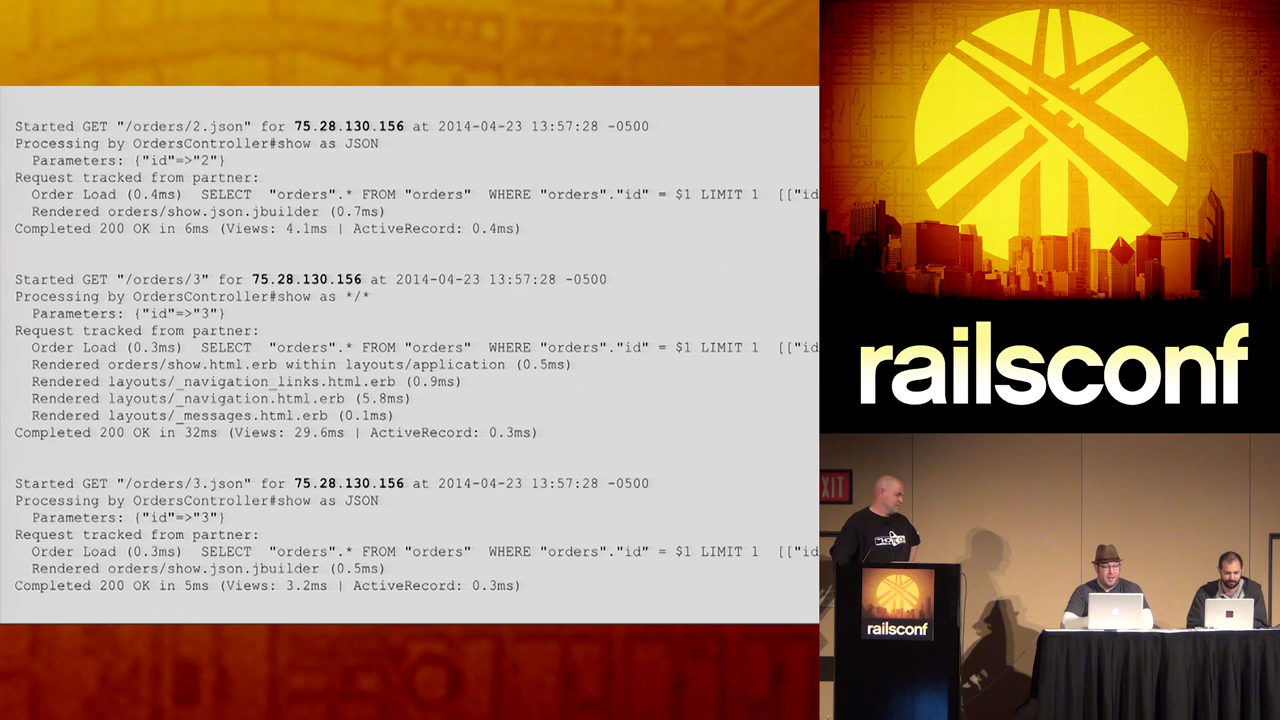 Started GET "/orders/2.json" for 75.28.130.156 at 2014-04-23 13:57:28 -0500
Processing by OrdersController#show as JSON
Parameters: {"id"=>"2"}
Request tracked from partner:
Order Load (0.4ms) SELECT "orders".* FROM "orders" WHERE "orders"."id" = $1 LIMIT 1 [["id
Rendered orders/show.json.jbuilder (0.7ms)
Completed 200 OK in 6ms (Views: 4.1ms | ActiveRecord: 0.4ms)
Started GET "/orders/3" for 75.28.130.156 at 2014-04-23 13:57:28 -0500
Processing by OrdersController#show as */*
Parameters: {"id"=>"3"}
Request tracked from partner:
Order Load (0.3ms) SELECT "orders".* FROM "orders" WHERE "orders"."id" = $1 LIMIT 1 [["id
Rendered orders/show.html.erb within layouts/application (0.5ms)
Rendered layouts/_navigation_links.html.erb (0.9ms)
Rendered layouts/_navigation.html.erb (5.8ms)
Rendered layouts/_messages.html.erb (0.1ms)
Completed 200 OK in 32ms (Views: 29.6ms | ActiveRecord: 0.3ms)
Started GET "/orders/3.json" for 75.28.130.156 at 2014-04-23 13:57:28 -0500
Processing by OrdersController#show as JSON
Parameters: {"id"=>"3"}
Request tracked from partner:
Order Load (0.3ms) SELECT "orders".* FROM "orders" WHERE "orders"."id" = $1 LIMIT 1 [["id
Rendered orders/show.json.jbuilder (0.5ms)
Completed 200 OK in 5ms (Views: 3.2ms | ActiveRecord: 0.3ms)
railsconf
EXIT
railsconf